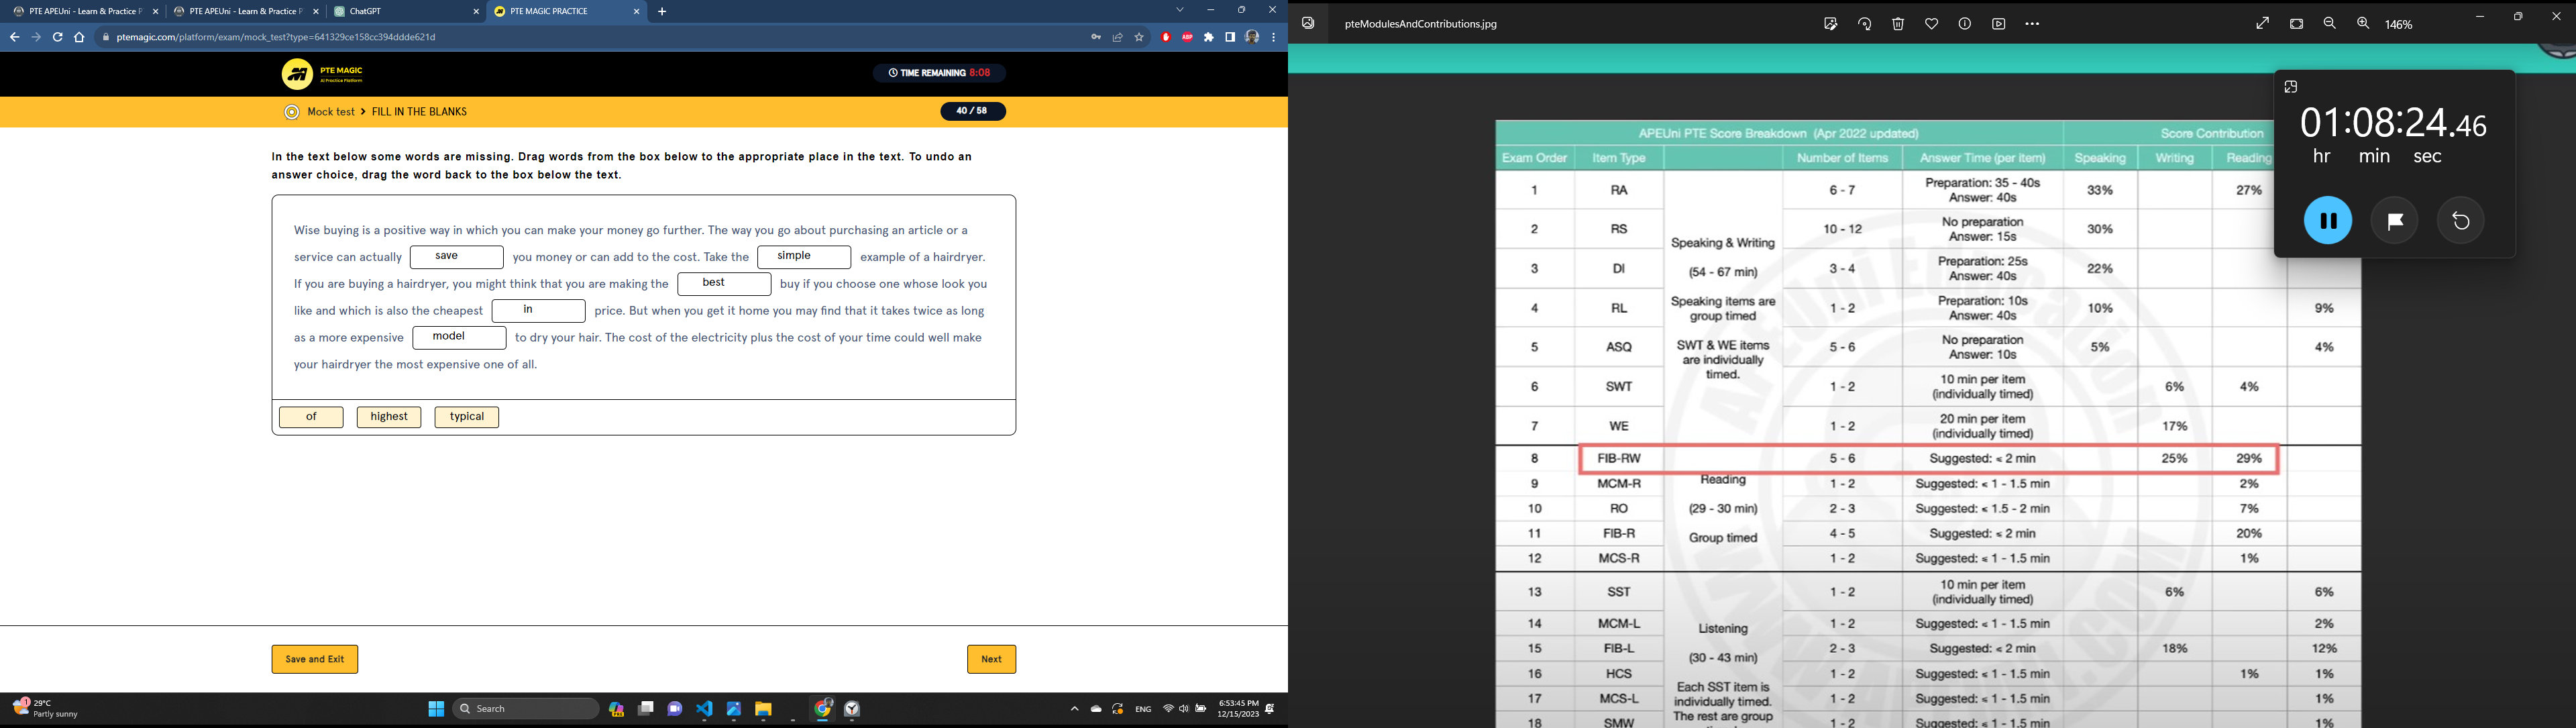 PTE APEUni - Learn & Practice P
PTE APEUni - Learn & Practice P
ChatGPT
PTE MAGIC PRACTICE
ptemagic.com/platform/exam/mock_test?type=641329ce158cc394ddde621d
ABP
PTE MAGIC
AI Practice Platform
TIME REMAINING 8:08
Mock test > FILL IN THE BLANKS
40 / 58
In the text below some words are missing. Drag words from the box below to the appropriate place in the text. To undo an
answer choice, drag the word back to the box below the text.
Wise buying is a positive way in which you can make your money go further. The way you go about purchasing an article or a
service can actually save you money or can add to the cost. Take the simple example of a hairdryer.
If you are buying a hairdryer, you might think that you are making the best buy if you choose one whose look you
like and which is also the cheapest in price. But when you get it home you may find that it takes twice as long
as a more expensive model to dry your hair. The cost of the electricity plus the cost of your time could well make
your hairdryer the most expensive one of all.
of highest typical
Save and Exit
Next
29°C
Partly sunny
Search
ENG
6:53:45 PM
12/15/2023
pteModulesAndContributions.jpg
146%
01:08:24.46
hr min sec
APEUni PTE Score Breakdown (Apr 2022 updated) Score Contribution
Exam Order Item Type Number of Items Answer Time (per item) Speaking Writing Reading
1 RA 6 - 7 Preparation: 35 - 40s Answer: 40s 33% 27%
2 RS 10 - 12 No preparation Answer: 15s 30%
Speaking & Writing
(54 - 67 min)
3 DI 3 - 4 Preparation: 25s Answer: 40s 22%
Speaking items are
group timed
4 RL 1 - 2 Preparation: 10s Answer: 40s 10% 9%
5 ASQ 5 - 6 No preparation Answer: 10s 5% 4%
SWT & WE items
are individually
timed.
6 SWT 1 - 2 10 min per item (individually timed) 6% 4%
7 WE 1 - 2 20 min per item (individually timed) 17%
8 FIB-RW 5 - 6 Suggested: < 2 min 25% 29%
Reading
9 MCM-R 1 - 2 Suggested: < 1 - 1.5 min 2%
10 RO (29 - 30 min) 2 - 3 Suggested: < 1.5 - 2 min 7%
11 FIB-R Group timed 4 - 5 Suggested: < 2 min 20%
12 MCS-R 1 - 2 Suggested: < 1 - 1.5 min 1%
13 SST 1 - 2 10 min per item (individually timed) 6% 6%
14 MCM-L Listening 1 - 2 Suggested: < 1 - 1.5 min 2%
15 FIB-L (30 - 43 min) 2 - 3 Suggested: < 2 min 18% 12%
16 HCS 1 - 2 Suggested: < 1 - 1.5 min 1% 1%
Each SST item is
17 MCS-L individually timed. 1 - 2 Suggested: < 1 - 1.5 min 1%
18 SMW The rest are group 1 - 2 Suggested: < 1 - 1.5 min 1%